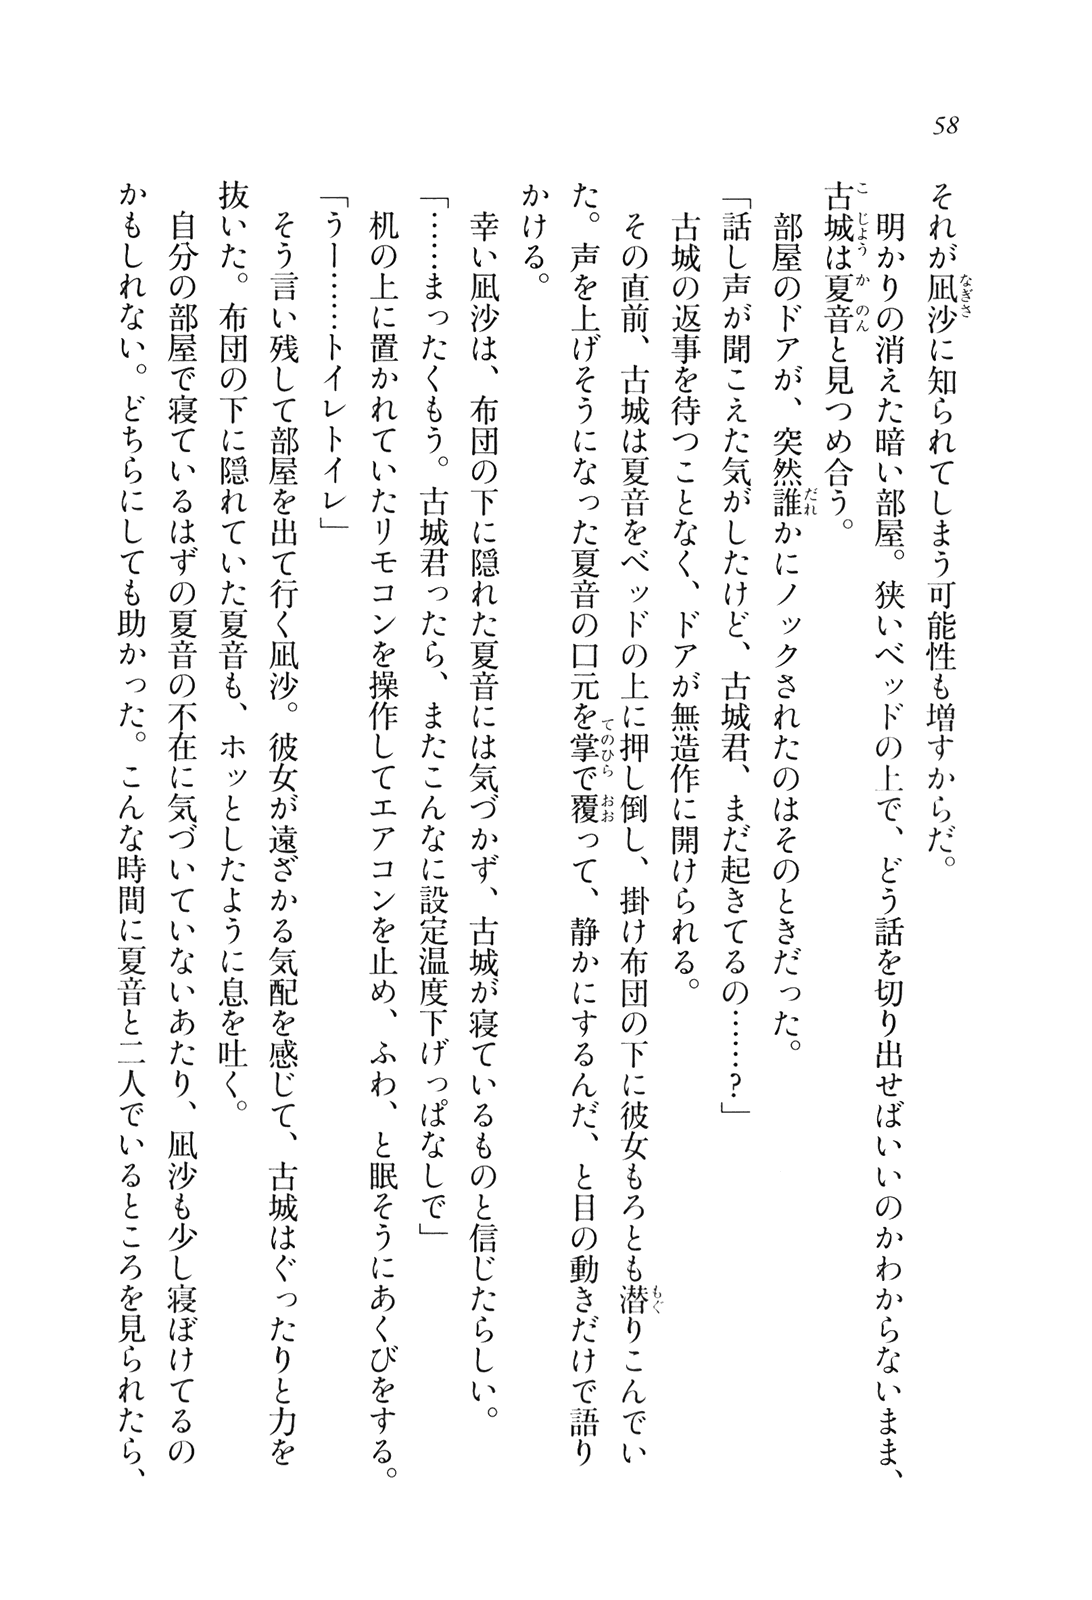 58
それが凪沙に知られてしまう可能性も増すからだ。
明かりの消えた暗い部屋。狭いベッドの上で、どう話を切り出せばいいのかわからないまま、
古城は夏音と見つめ合う。
部屋のドアが、突然誰かにノックされたのはそのときだった。
「話し声が聞こえた気がしたけど、古城君、まだ起きてるの……?」
古城の返事を待つことなく、ドアが無造作に開けられる。
その直前、古城は夏音をベッドの上に押し倒し、掛け布団の下に彼女もろとも潜りこんでい
た。声を上げそうになった夏音の口元を掌で覆って、静かにするんだ、と目の動きだけで語り
かける。
幸い凪沙は、布団の下に隠れた夏音には気づかず、古城が寝ているものと信じたらしい。
「……まったくもう。古城君ったら、またこんなに設定温度下げっぱなしで」
机の上に置かれていたリモコンを操作してエアコンを止め、ふわ、と眠そうにあくびをする。
「うー……トイレトイレ」
そう言い残して部屋を出て行く凪沙。彼女が遠ざかる気配を感じて、古城はぐったりと力を
抜いた。布団の下に隠れていた夏音も、ホッとしたように息を吐く。
自分の部屋で寝ているはずの夏音の不在に気づいていないあたり、凪沙も少し寝ぼけてるの
かもしれない。どちらにしても助かった。こんな時間に夏音と二人でいるところを見られたら、